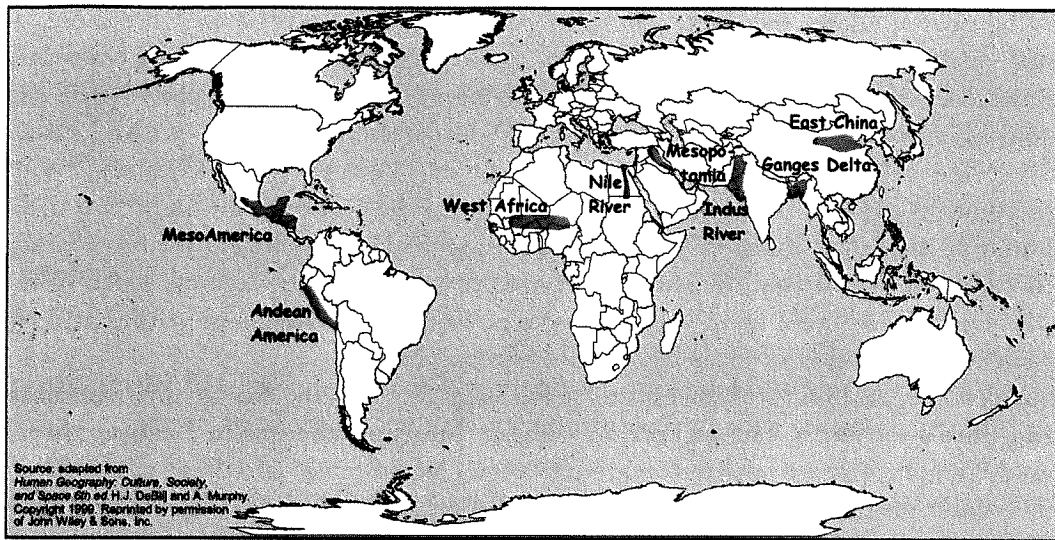 East China
Mesopo
tamia
Ganges Delta
Nile
River
West Africa
Indus
River
MesoAmerica
Andean
America
Source: adapted from
Human Geography: Culture, Society,
and Space 6th ed H.J. DeBlij and A. Murphy
Copyright 1999. Reprinted by permission
of John Wiley & Sons, Inc.